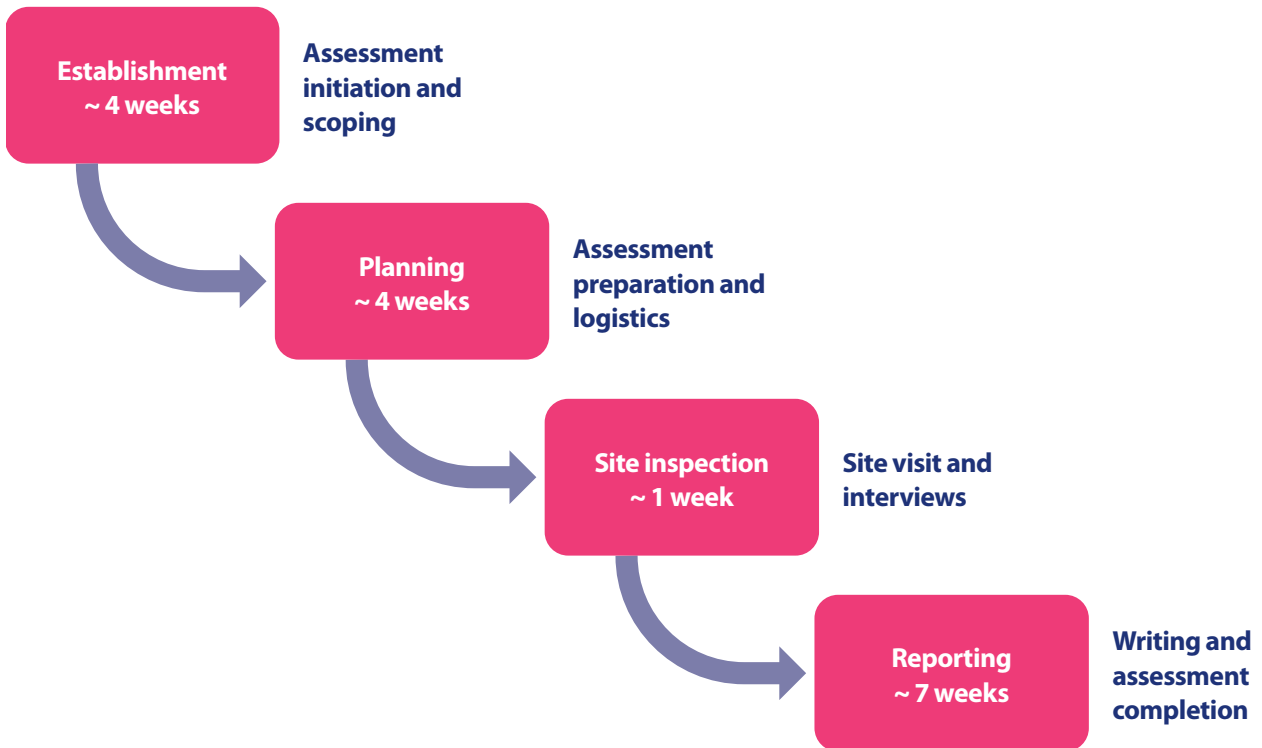 Establishment
~ 4 weeks
Assessment
initiation and
scoping
Planning
~ 4 weeks
Assessment
preparation and
logistics
Site inspection
~ 1 week
Site visit and
interviews
Reporting
~ 7 weeks
Writing and
assessment
completion